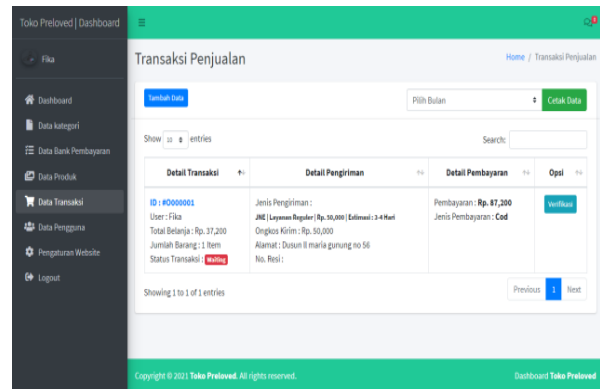 Toko Preloved | Dashboard
Fika
Dashboard
Data kategori
Data Bank Pembayaran
Data Produk
Data Transaksi
Data Pengguna
Pengaturan Website
Logout
Transaksi Penjualan
Home / Transaksi Penjualan
Tambah Data
Pilih Bulan
Cetak Data
Show 10 entries
Search:
Detail Transaksi
Detail Pengiriman
Detail Pembayaran
Opsi
ID : #O000001
User : Fika
Total Belanja : Rp. 37,200
Jumlah Barang : 1 Item
Status Transaksi : Waiting
Jenis Pengiriman :
JNE | Layanan Reguler | Rp. 50,000 | Estimasi : 3-4 Hari
Ongkos Kirim : Rp. 50,000
Alamat : Dusun II maria gunung no 56
No. Resi :
Pembayaran : Rp. 87,200
Jenis Pembayaran : Cod
Verifikasi
Showing 1 to 1 of 1 entries
Previous 1 Next
Copyright © 2021 Toko Preloved. All rights reserved.
Dashboard Toko Preloved